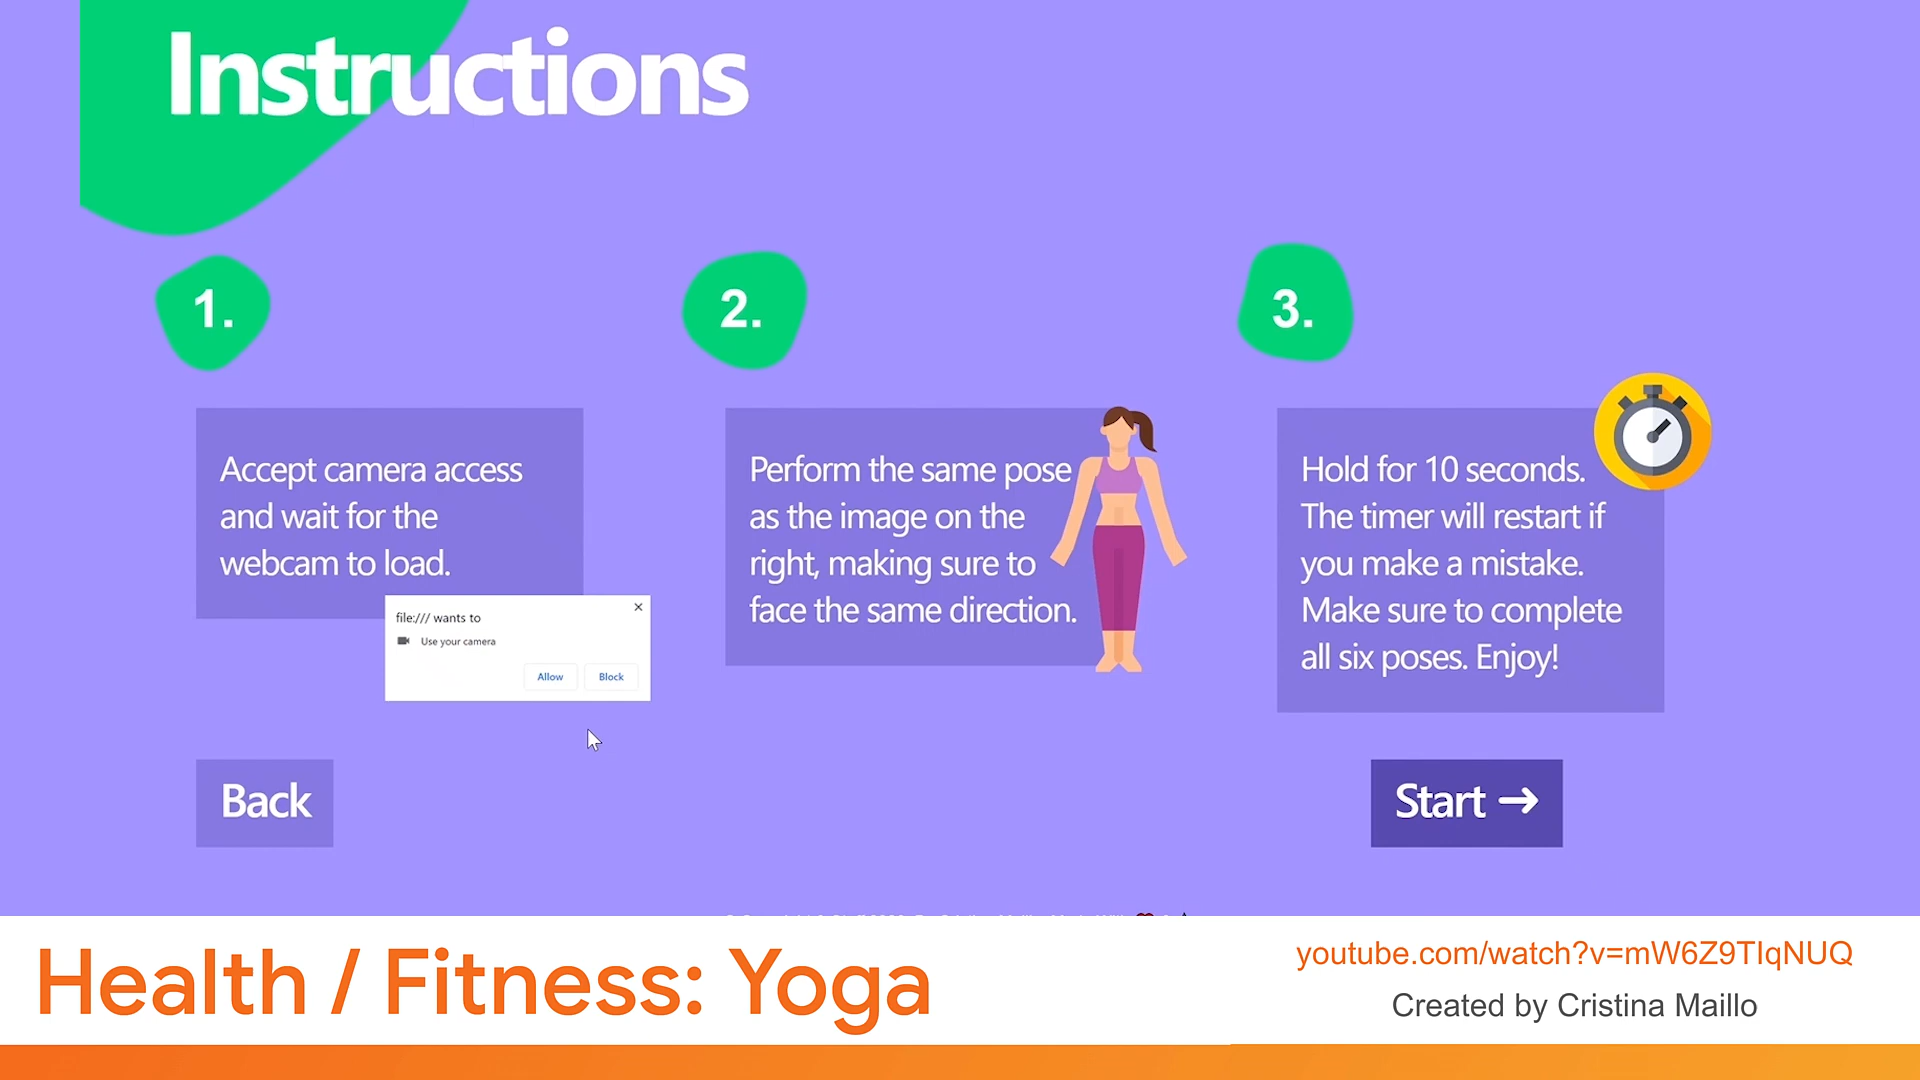 Instructions
1.
Accept camera access
and wait for the
webcam to load.
file:/// wants to
Use your camera
Allow
Block
2.
Perform the same pose
as the image on the
right, making sure to
face the same direction.
3.
Hold for 10 seconds.
The timer will restart if
you make a mistake.
Make sure to complete
all six poses. Enjoy!
Back
Start →
Health / Fitness: Yoga
youtube.com/watch?v=mW6Z9TIqNUQ
Created by Cristina Maillo